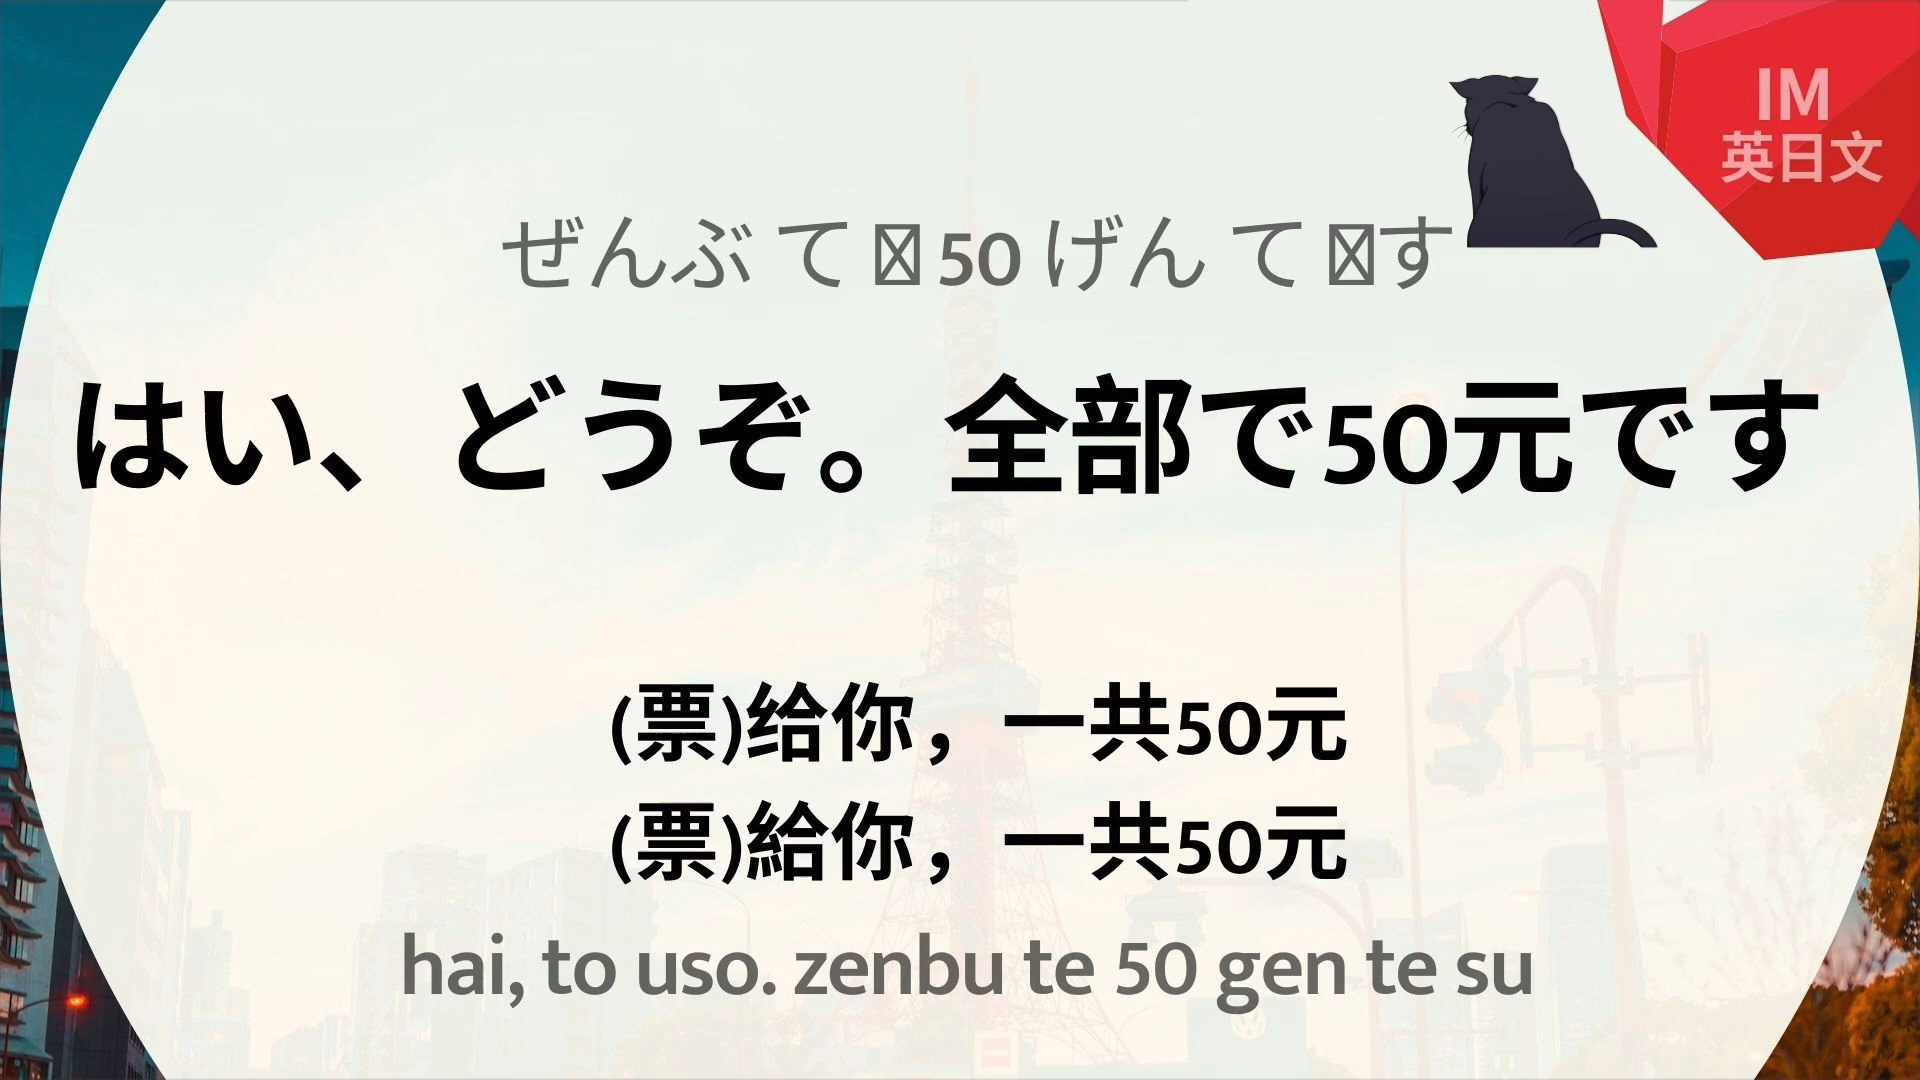 IM
英日文
ぜんぶ て 50 げん て す
はい、どうぞ。全部で50元です
(票)给你，一共50元
(票)給你，一共50元
hai, to uso. zenbu te 50 gen te su